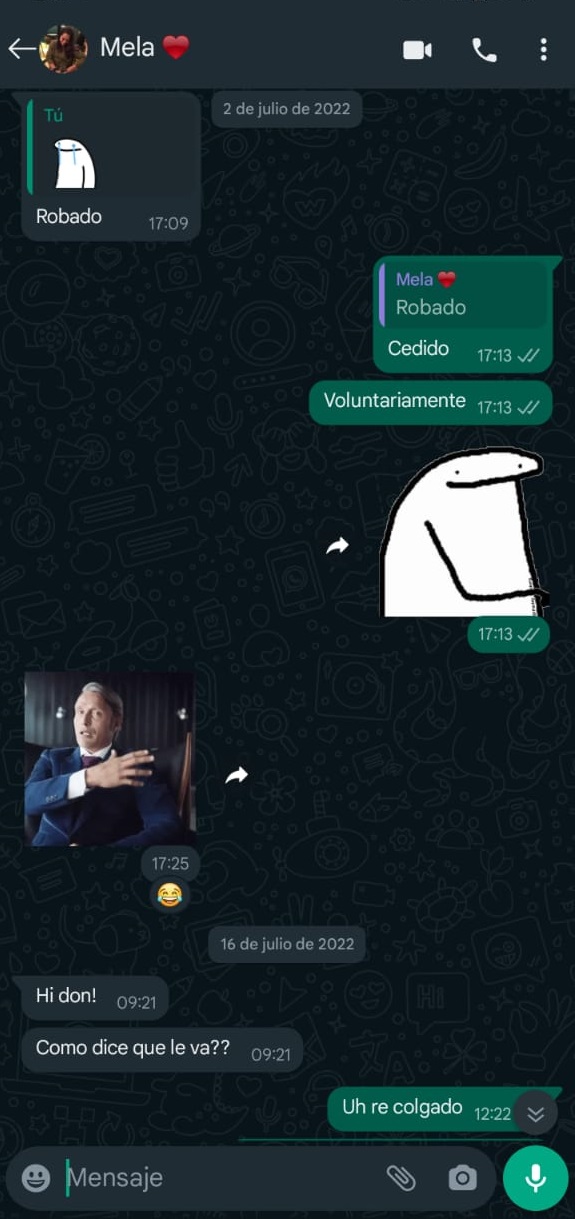 Mela ❤️
2 de julio de 2022
Tú
Robado
17:09
Mela ❤️
Robado
Cedido
17:13
Voluntariamente
17:13
17:13
17:25
16 de julio de 2022
Hi don!
09:21
Como dice que le va??
09:21
Uh re colgado
12:22
Mensaje